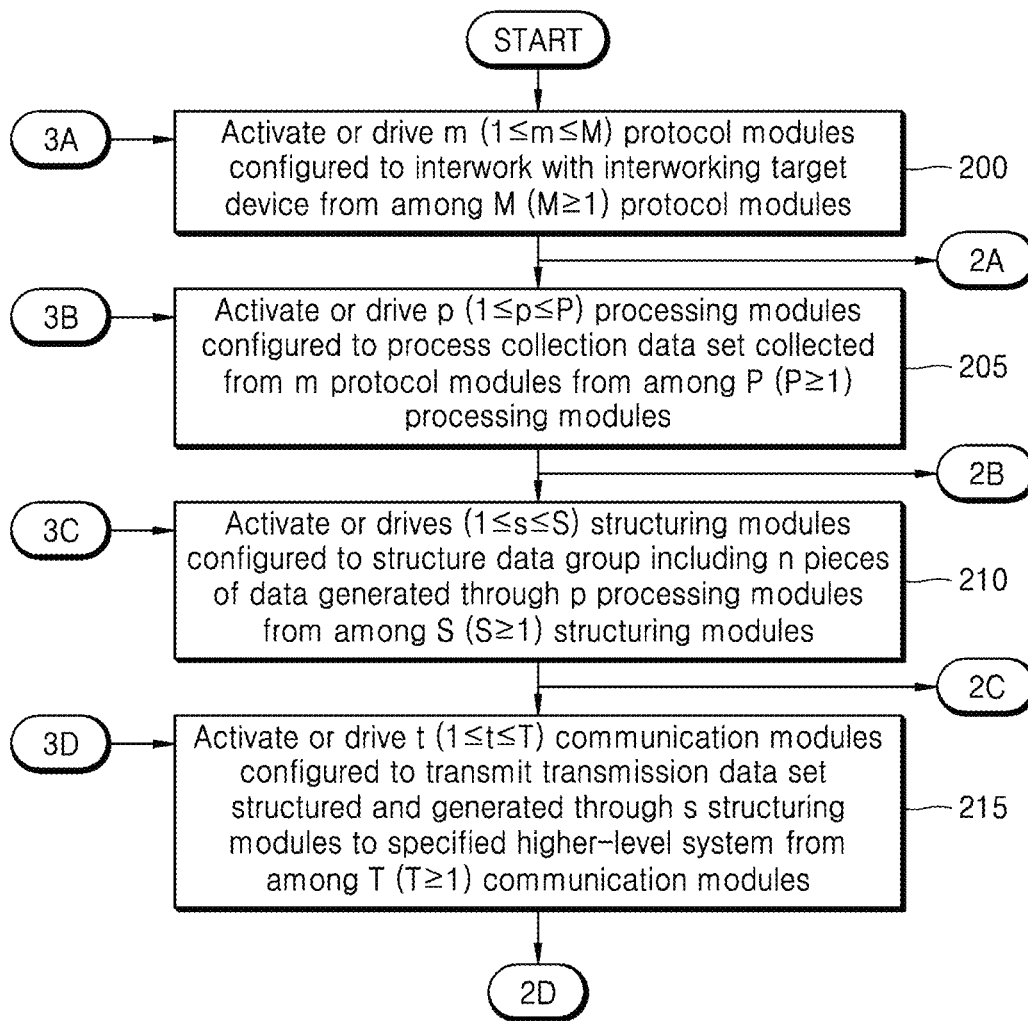 START
3A
Activate or drive m (1≤m≤M) protocol modules
configured to interwork with interworking target
device from among M (M≥1) protocol modules
200
2A
3B
Activate or drive p (1≤p≤P) processing modules
configured to process collection data set collected
from m protocol modules from among P (P≥1)
processing modules
205
2B
3C
Activate or drives (1≤s≤S) structuring modules
configured to structure data group including n pieces
of data generated through p processing modules
from among S (S≥1) structuring modules
210
2C
3D
Activate or drive t (1≤t≤T) communication modules
configured to transmit transmission data set
structured and generated through s structuring
modules to specified higher-level system from
among T (T≥1) communication modules
215
2D